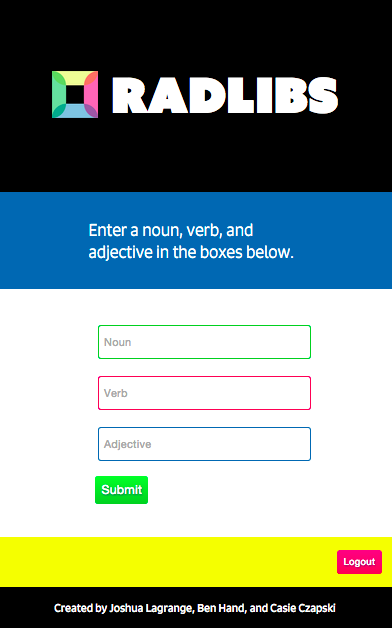 RADLIBS
Enter a noun, verb, and
adjective in the boxes below.
Noun
Verb
Adjective
Submit
Logout
Created by Joshua Lagrange, Ben Hand, and Casie Czapski